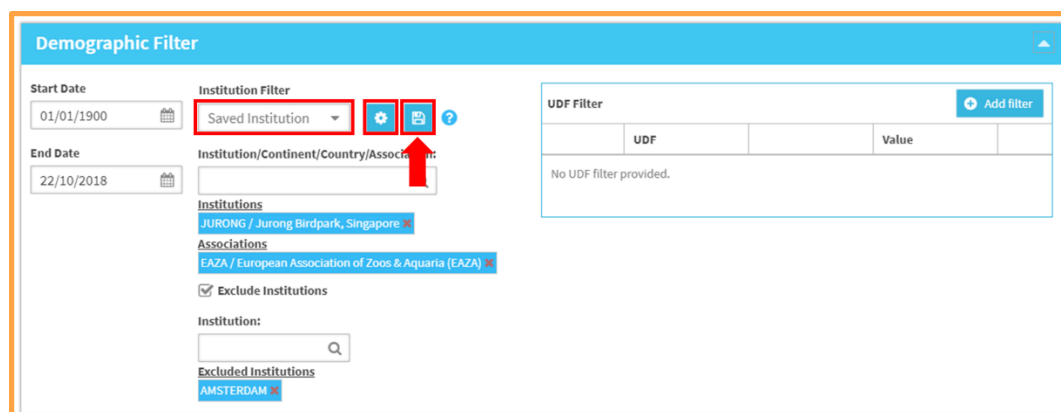 Demographic Filter
Start Date
01/01/1900
End Date
22/10/2018
Institution Filter
Saved Institution
?
Institution/Continent/Country/Association:
Institutions
JURONG / Jurong Birdpark, Singapore
Associations
EAZA / European Association of Zoos & Aquaria (EAZA)
Exclude Institutions
Institution:
Excluded Institutions
AMSTERDAM
UDF Filter
Add filter
UDF
Value
No UDF filter provided.